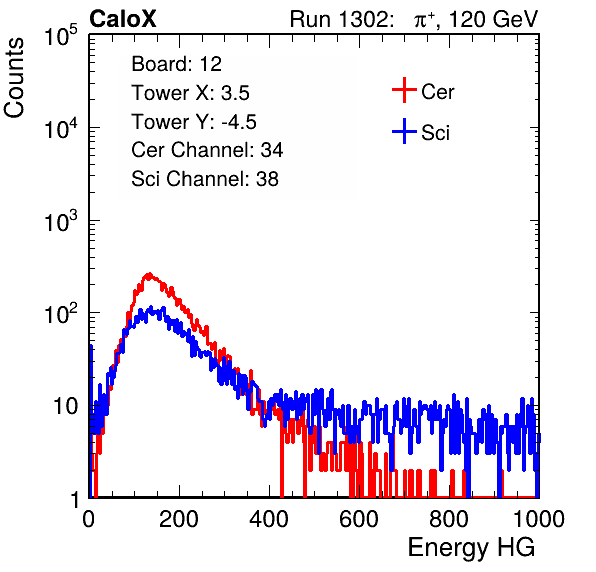 CaloX Run 1302: π⁺, 120 GeV
Board: 12
Tower X: 3.5
Tower Y: -4.5
Cer Channel: 34
Sci Channel: 38
Cer
Sci
Counts
10⁵
10⁴
10³
10²
10
1
0 200 400 600 800 1000
Energy HG